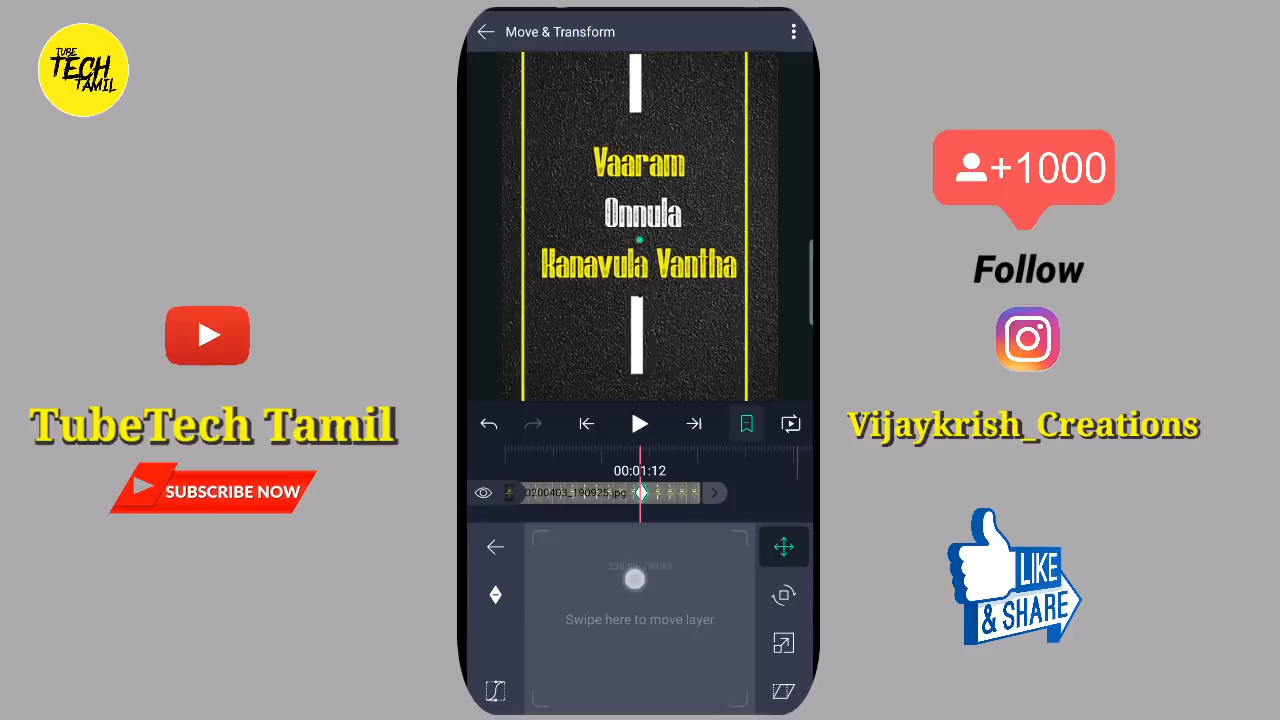 TUBE
TECH
TAMIL
Move & Transform
Vaaram
Onnula
Kanavula Vantha
+1000
Follow
TubeTech Tamil
SUBSCRIBE NOW
Vijaykrish_Creations
00:01:12
Swipe here to move layer
LIKE
& SHARE